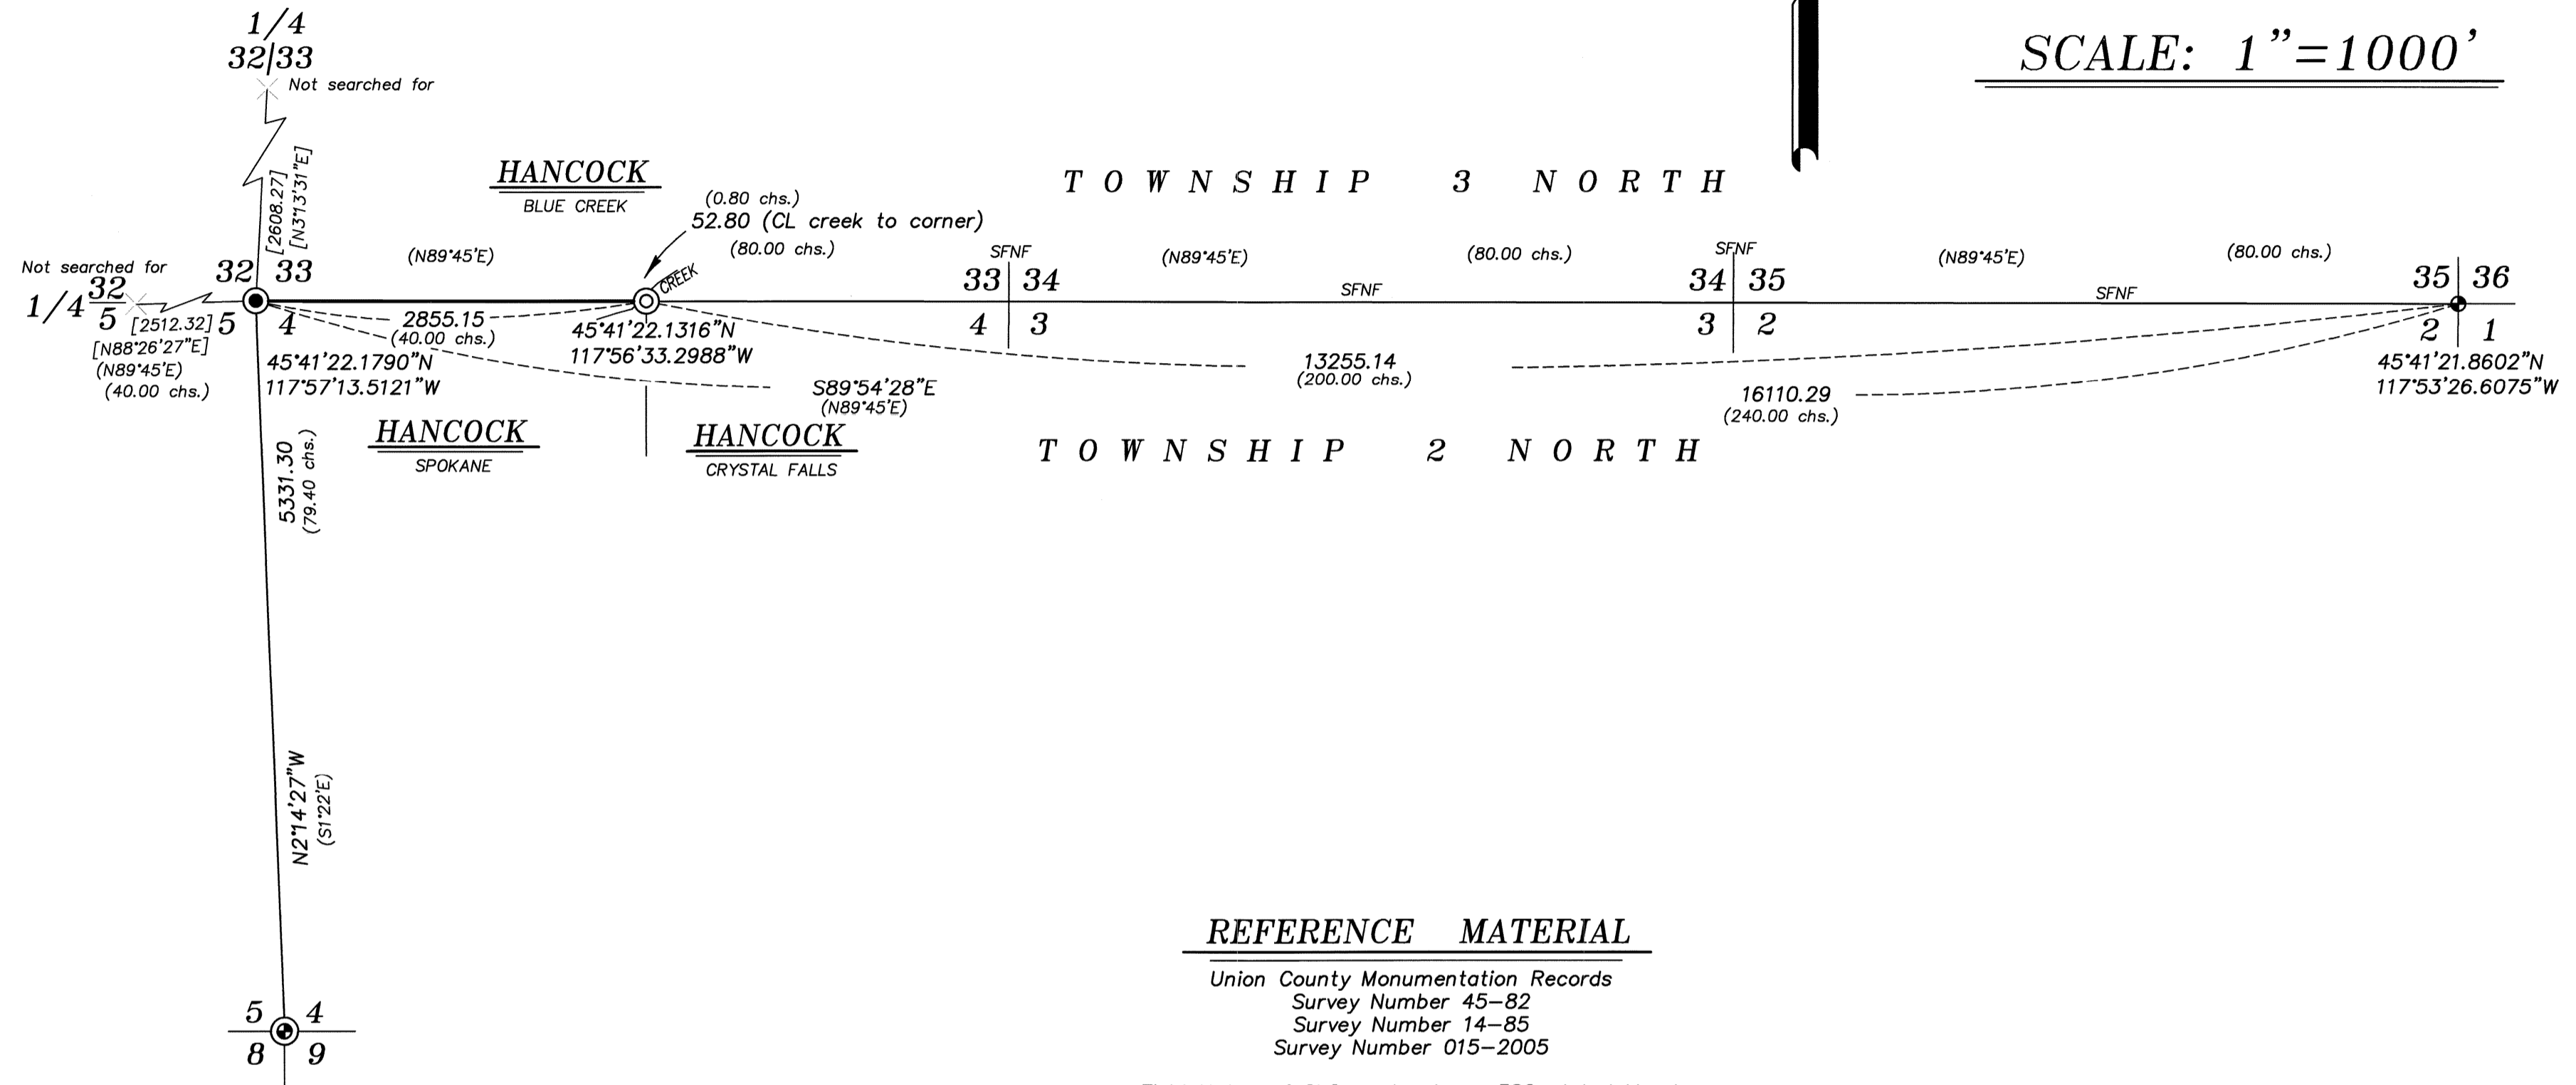 1/4
32|33
Not searched for
SCALE: 1"=1000'
[2608.27]
[N3°13'31"E]
HANCOCK
BLUE CREEK
(0.80 chs.)
52.80 (CL creek to corner)
TOWNSHIP 3 NORTH
(N89°45'E)
(80.00 chs.)
SFNF
(N89°45'E)
(80.00 chs.)
SFNF
(N89°45'E)
(80.00 chs.)
Not searched for
32 33
CREEK
33 34
34 35
35 36
1/4 32
5
SFNF
SFNF
[2512.32]
5 4
2855.15
(40.00 chs.)
4 3
3 2
2 1
[N88°26'27"E]
(N89°45'E)
(40.00 chs.)
45°41'22.1790"N
117°57'13.5121"W
45°41'22.1316"N
117°56'33.2988"W
13255.14
(200.00 chs.)
45°41'21.8602"N
117°53'26.6075"W
S89°54'28"E
(N89°45'E)
16110.29
(240.00 chs.)
HANCOCK
SPOKANE
HANCOCK
CRYSTAL FALLS
TOWNSHIP 2 NORTH
5331.30
(79.40 chs.)
N2°14'27"W
(S1°22'E)
REFERENCE MATERIAL
Union County Monumentation Records
Survey Number 45-82
Survey Number 14-85
Survey Number 015-2005
5 4
8 9